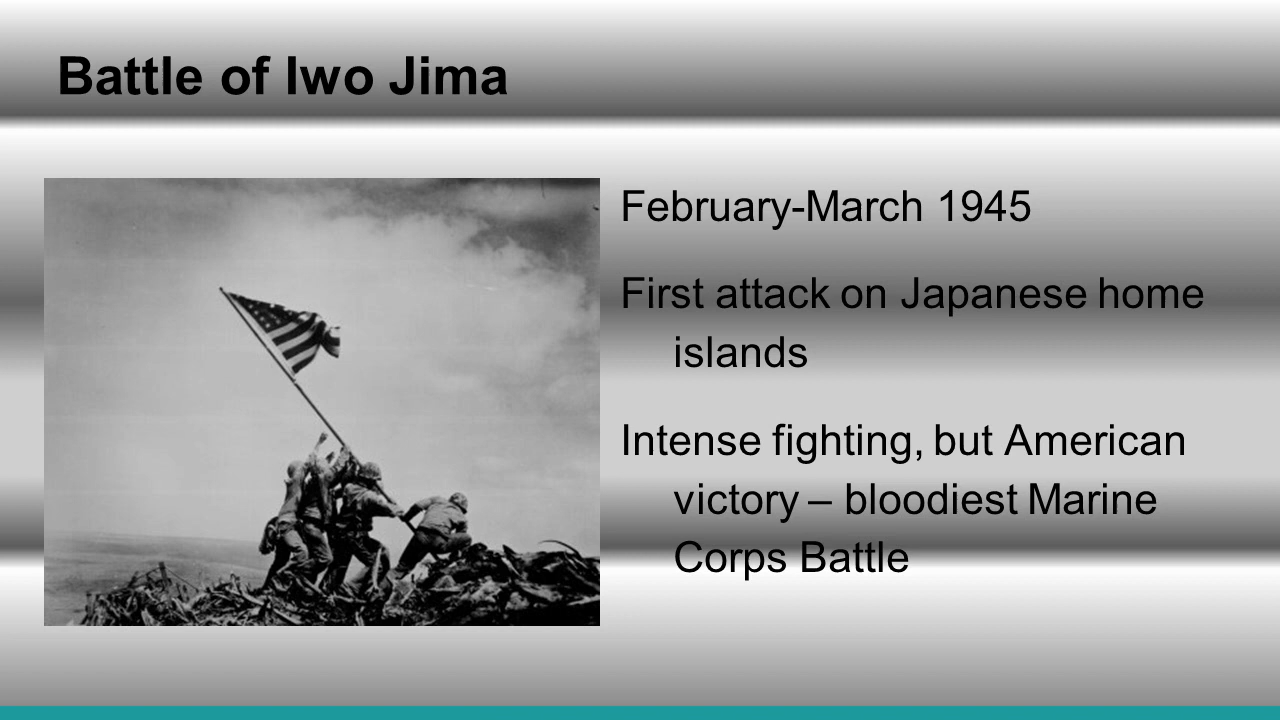 Battle of Iwo Jima
February-March 1945
First attack on Japanese home
islands
Intense fighting, but American
victory – bloodiest Marine
Corps Battle